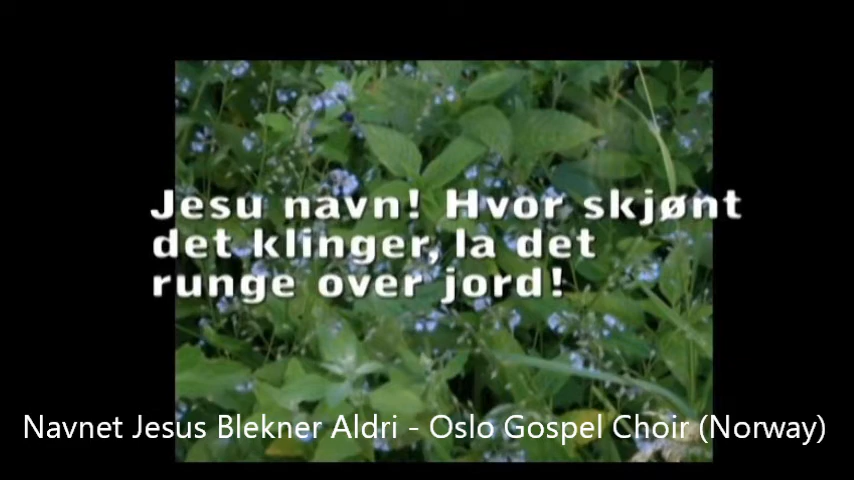 Jesu navn! Hvor skjønt
det klinger, la det
runge over jord!
Navnet Jesus Blekner Aldri - Oslo Gospel Choir (Norway)